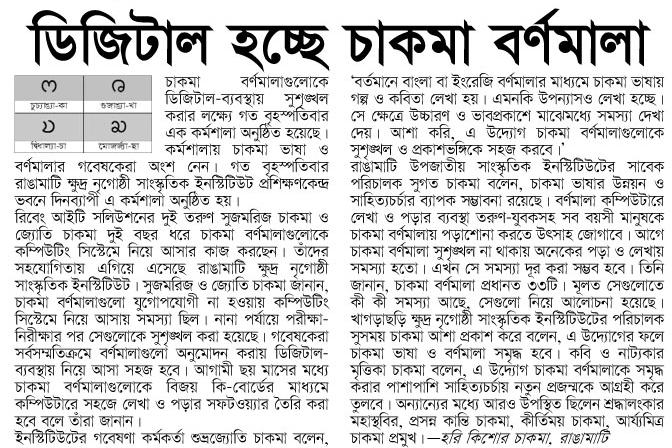 ডিজিটাল হচ্ছে চাকমা বর্ণমালা
চুচ্যাঙ্যা-কা
গুজাঙ্যা-খা
দ্বিধাল্যা-চা
মোজৰ্জ্যা-ছা
চাকমা বর্ণমালাগুলোকে
ডিজিটাল-ব্যবস্থায় সুশৃঙ্খল
করার লক্ষ্যে গত বৃহস্পতিবার
এক কর্মশালা অনুষ্ঠিত হয়েছে।
কর্মশালায় চাকমা ভাষা ও
বর্ণমালার গবেষকেরা অংশ নেন। গত বৃহস্পতিবার
রাঙামাটি ক্ষুদ্র নৃগোষ্ঠী সাংস্কৃতিক ইনস্টিটিউট প্রশিক্ষণকেন্দ্র
ভবনে দিনব্যাপী এ কর্মশালা অনুষ্ঠিত হয়।
রিবেং আইটি সলিউশনের দুই তরুণ সুজমরিজ চাকমা ও
জ্যোতি চাকমা দুই বছর ধরে চাকমা বর্ণমালাগুলোকে
কম্পিউটিং সিস্টেমে নিয়ে আসার কাজ করছেন। তাঁদের
সহযোগিতায় এগিয়ে এসেছে রাঙামাটি ক্ষুদ্র নৃগোষ্ঠী
সাংস্কৃতিক ইনস্টিটিউট। সুজমরিজ ও জ্যোতি চাকমা জানান,
চাকমা বর্ণমালাগুলো যুগোপযোগী না হওয়ায় কম্পিউটিং
সিস্টেমে নিয়ে আসায় সমস্যা ছিল। নানা পর্যায়ে পরীক্ষা-
নিরীক্ষার পর সেগুলোকে সুশৃঙ্খল করা হয়েছে। গবেষকেরা
সর্বসম্মতিক্রমে বর্ণমালাগুলো অনুমোদন করায় ডিজিটাল-
ব্যবস্থায় নিয়ে আসা সহজ হবে। আগামী ছয় মাসের মধ্যে
চাকমা বর্ণমালাগুলোকে বিজয় কি-বোর্ডের মাধ্যমে
কম্পিউটারে সহজে লেখা ও পড়ার সফটওয়্যার তৈরি করা
হবে বলে তাঁরা জানান।
ইনস্টিটিউটের গবেষণা কর্মকর্তা শুভ্রজ্যোতি চাকমা বলেন,
‘বর্তমানে বাংলা বা ইংরেজি বর্ণমালার মাধ্যমে চাকমা ভাষায়
গল্প ও কবিতা লেখা হয়। এমনকি উপন্যাসও লেখা হচ্ছে।
সে ক্ষেত্রে উচ্চারণ ও ভাবপ্রকাশে মাঝেমধ্যে সমস্যা দেখা
দেয়। আশা করি, এ উদ্যোগ চাকমা বর্ণমালাগুলোকে
সুশৃঙ্খল ও প্রকাশভঙ্গিকে সহজ করবে।’
রাঙামাটি উপজাতীয় সাংস্কৃতিক ইনস্টিটিউটের সাবেক
পরিচালক সুগত চাকমা বলেন, চাকমা ভাষার উন্নয়ন ও
সাহিত্যচর্চার ব্যাপক সম্ভাবনা রয়েছে। বর্ণমালা কম্পিউটারে
লেখা ও পড়ার ব্যবস্থা তরুণ-যুবকসহ সব বয়সী মানুষকে
চাকমা বর্ণমালায় পড়াশোনা করতে উৎসাহ জোগাবে। আগে
চাকমা বর্ণমালা সুশৃঙ্খল না থাকায় অনেকের পড়া ও লেখায়
সমস্যা হতো। এখন সে সমস্যা দূর করা সম্ভব হবে। তিনি
জানান, চাকমা বর্ণমালা প্রধানত ৩৩টি। মূলত সেগুলোতে
কী কী সমস্যা আছে, সেগুলো নিয়ে আলোচনা হয়েছে।
খাগড়াছড়ি ক্ষুদ্র নৃগোষ্ঠী সাংস্কৃতিক ইনস্টিটিউটের পরিচালক
সুসময় চাকমা আশা প্রকাশ করে বলেন, এ উদ্যোগের ফলে
চাকমা ভাষা ও বর্ণমালা সমৃদ্ধ হবে। কবি ও নাট্যকার
মৃত্তিকা চাকমা বলেন, এ উদ্যোগ চাকমা বর্ণমালাকে সমৃদ্ধ
করার পাশাপাশি সাহিত্যচর্চায় নতুন প্রজন্মকে আগ্রহী করে
তুলবে। অন্যান্যের মধ্যে আরও উপস্থিত ছিলেন শ্রদ্ধালংকার
মহাস্থবির, প্রসন্ন কান্তি চাকমা, কীর্তিময় চাকমা, আর্য্যমিত্র
চাকমা প্রমুখ। —হরি কিশোর চাকমা, রাঙামাটি